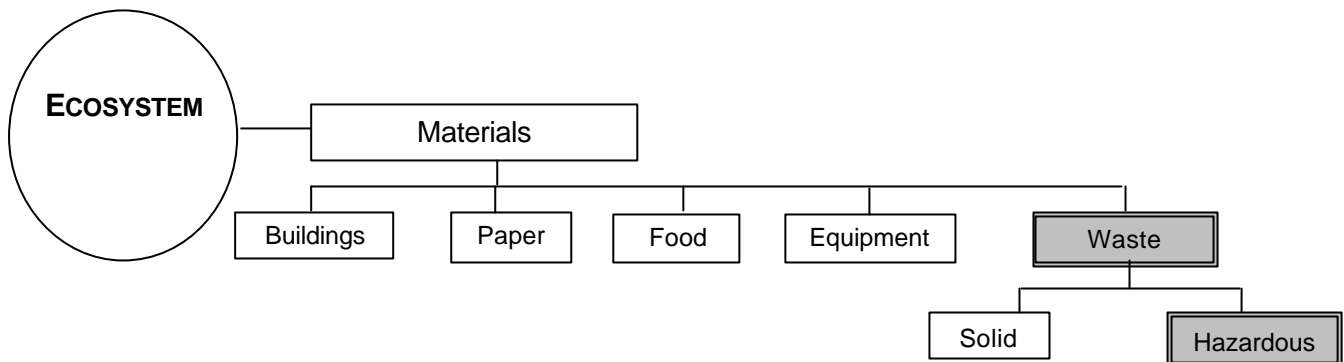 ECOSYSTEM
Materials
Buildings
Paper
Food
Equipment
Waste
Solid
Hazardous